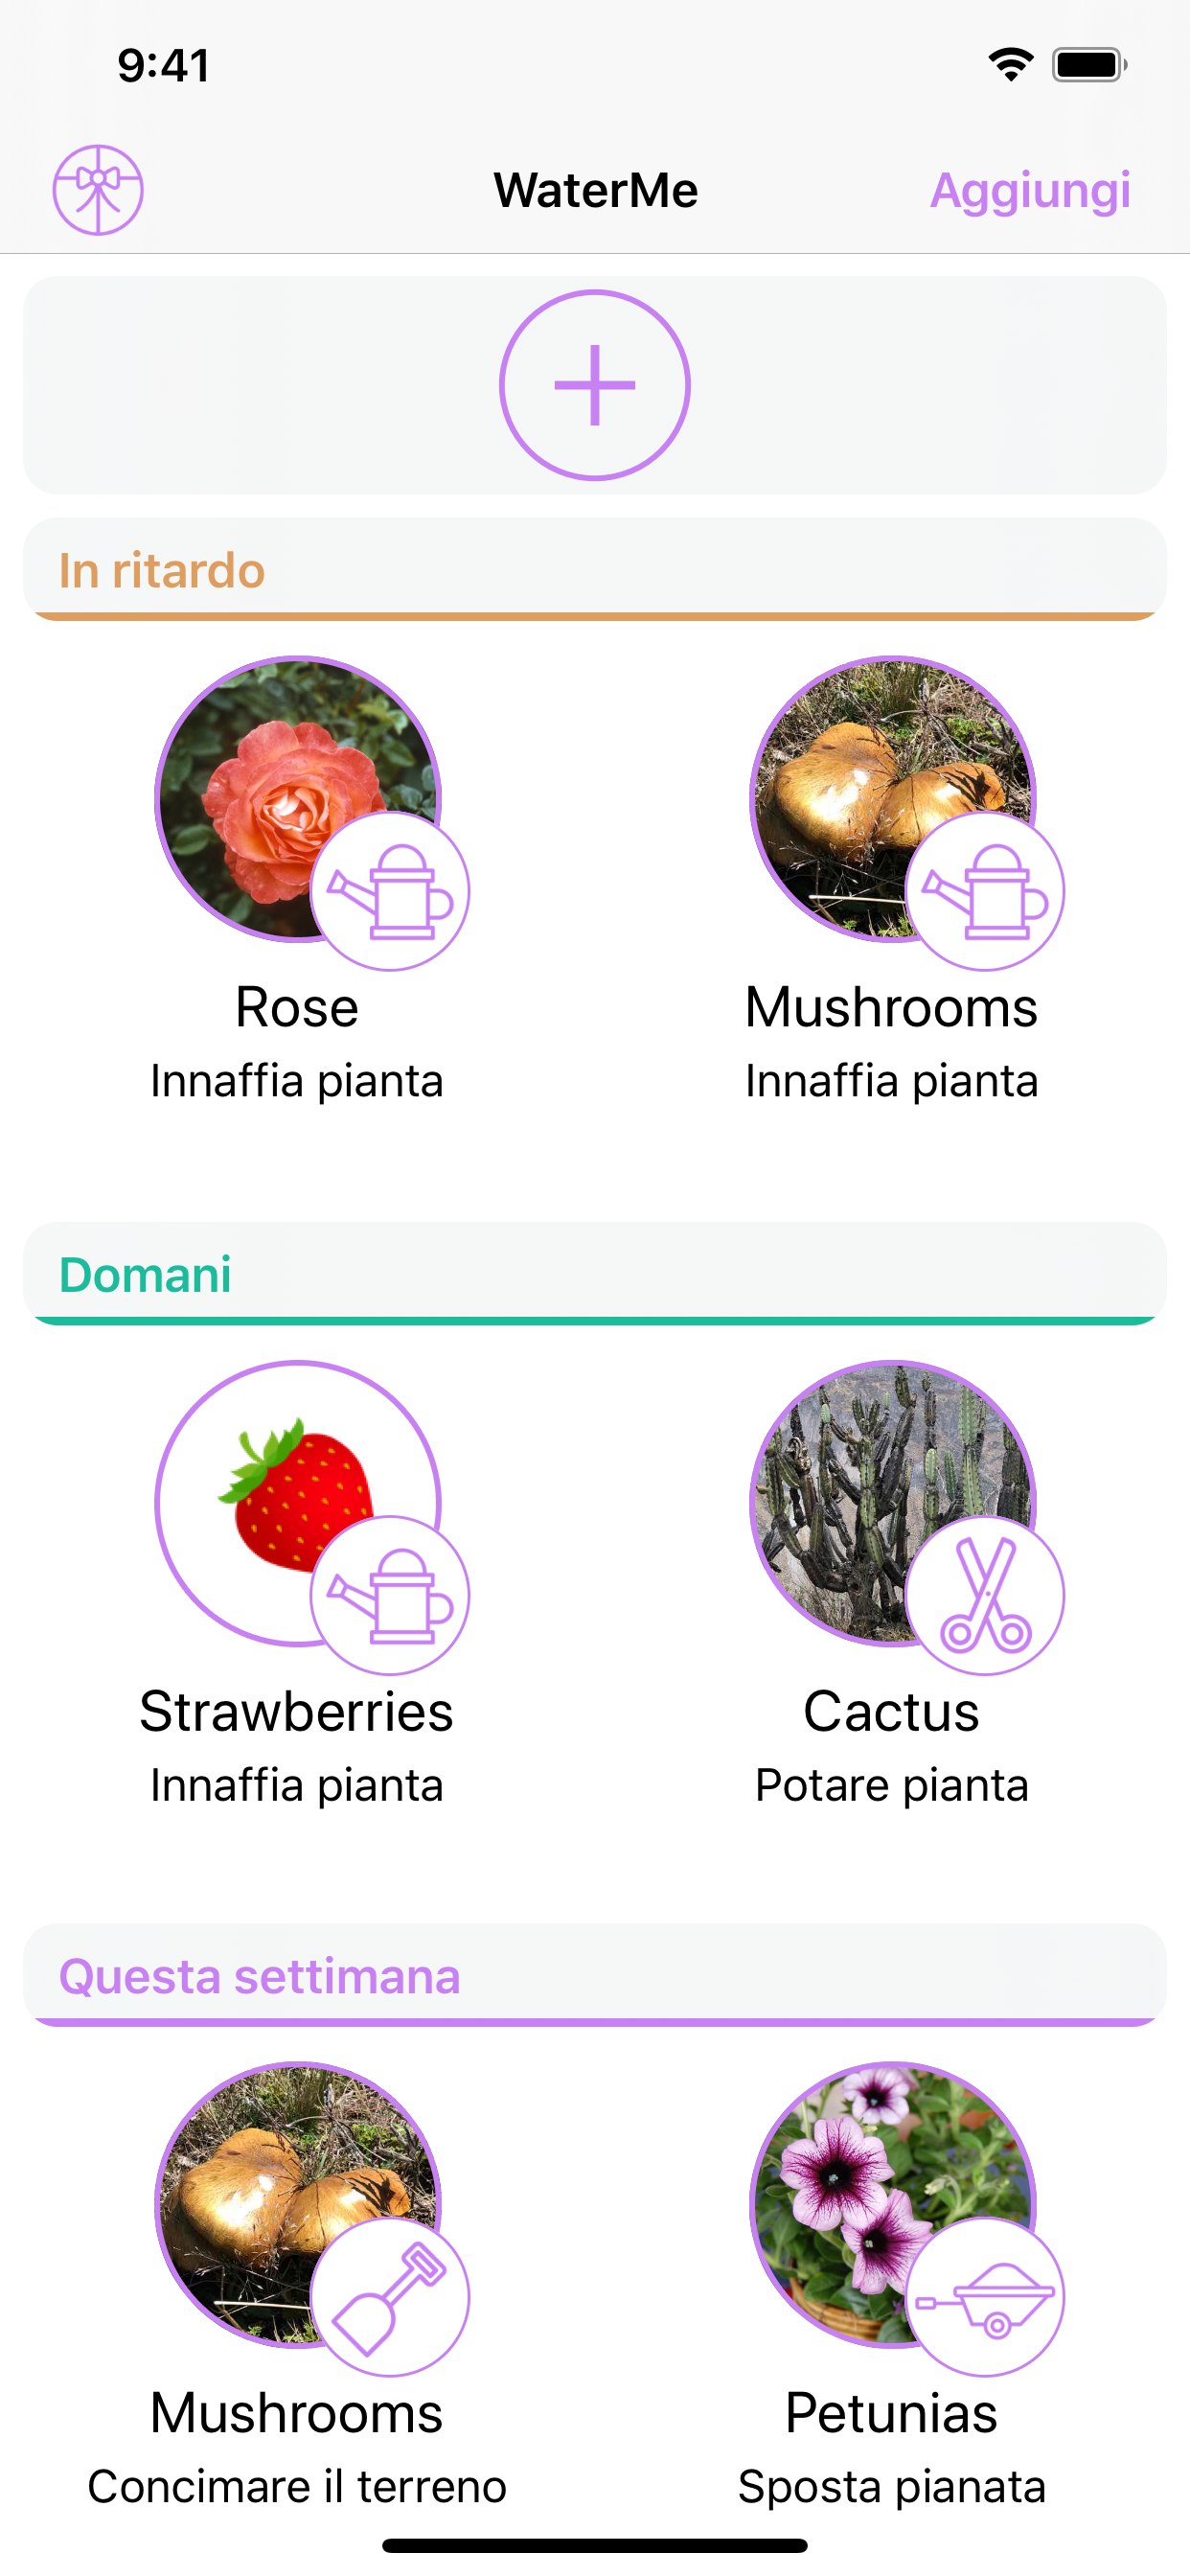 9:41
WaterMe
Aggiungi
In ritardo
Rose
Innaffia pianta
Mushrooms
Innaffia pianta
Domani
Strawberries
Innaffia pianta
Cactus
Potare pianta
Questa settimana
Mushrooms
Concimare il terreno
Petunias
Sposta pianata